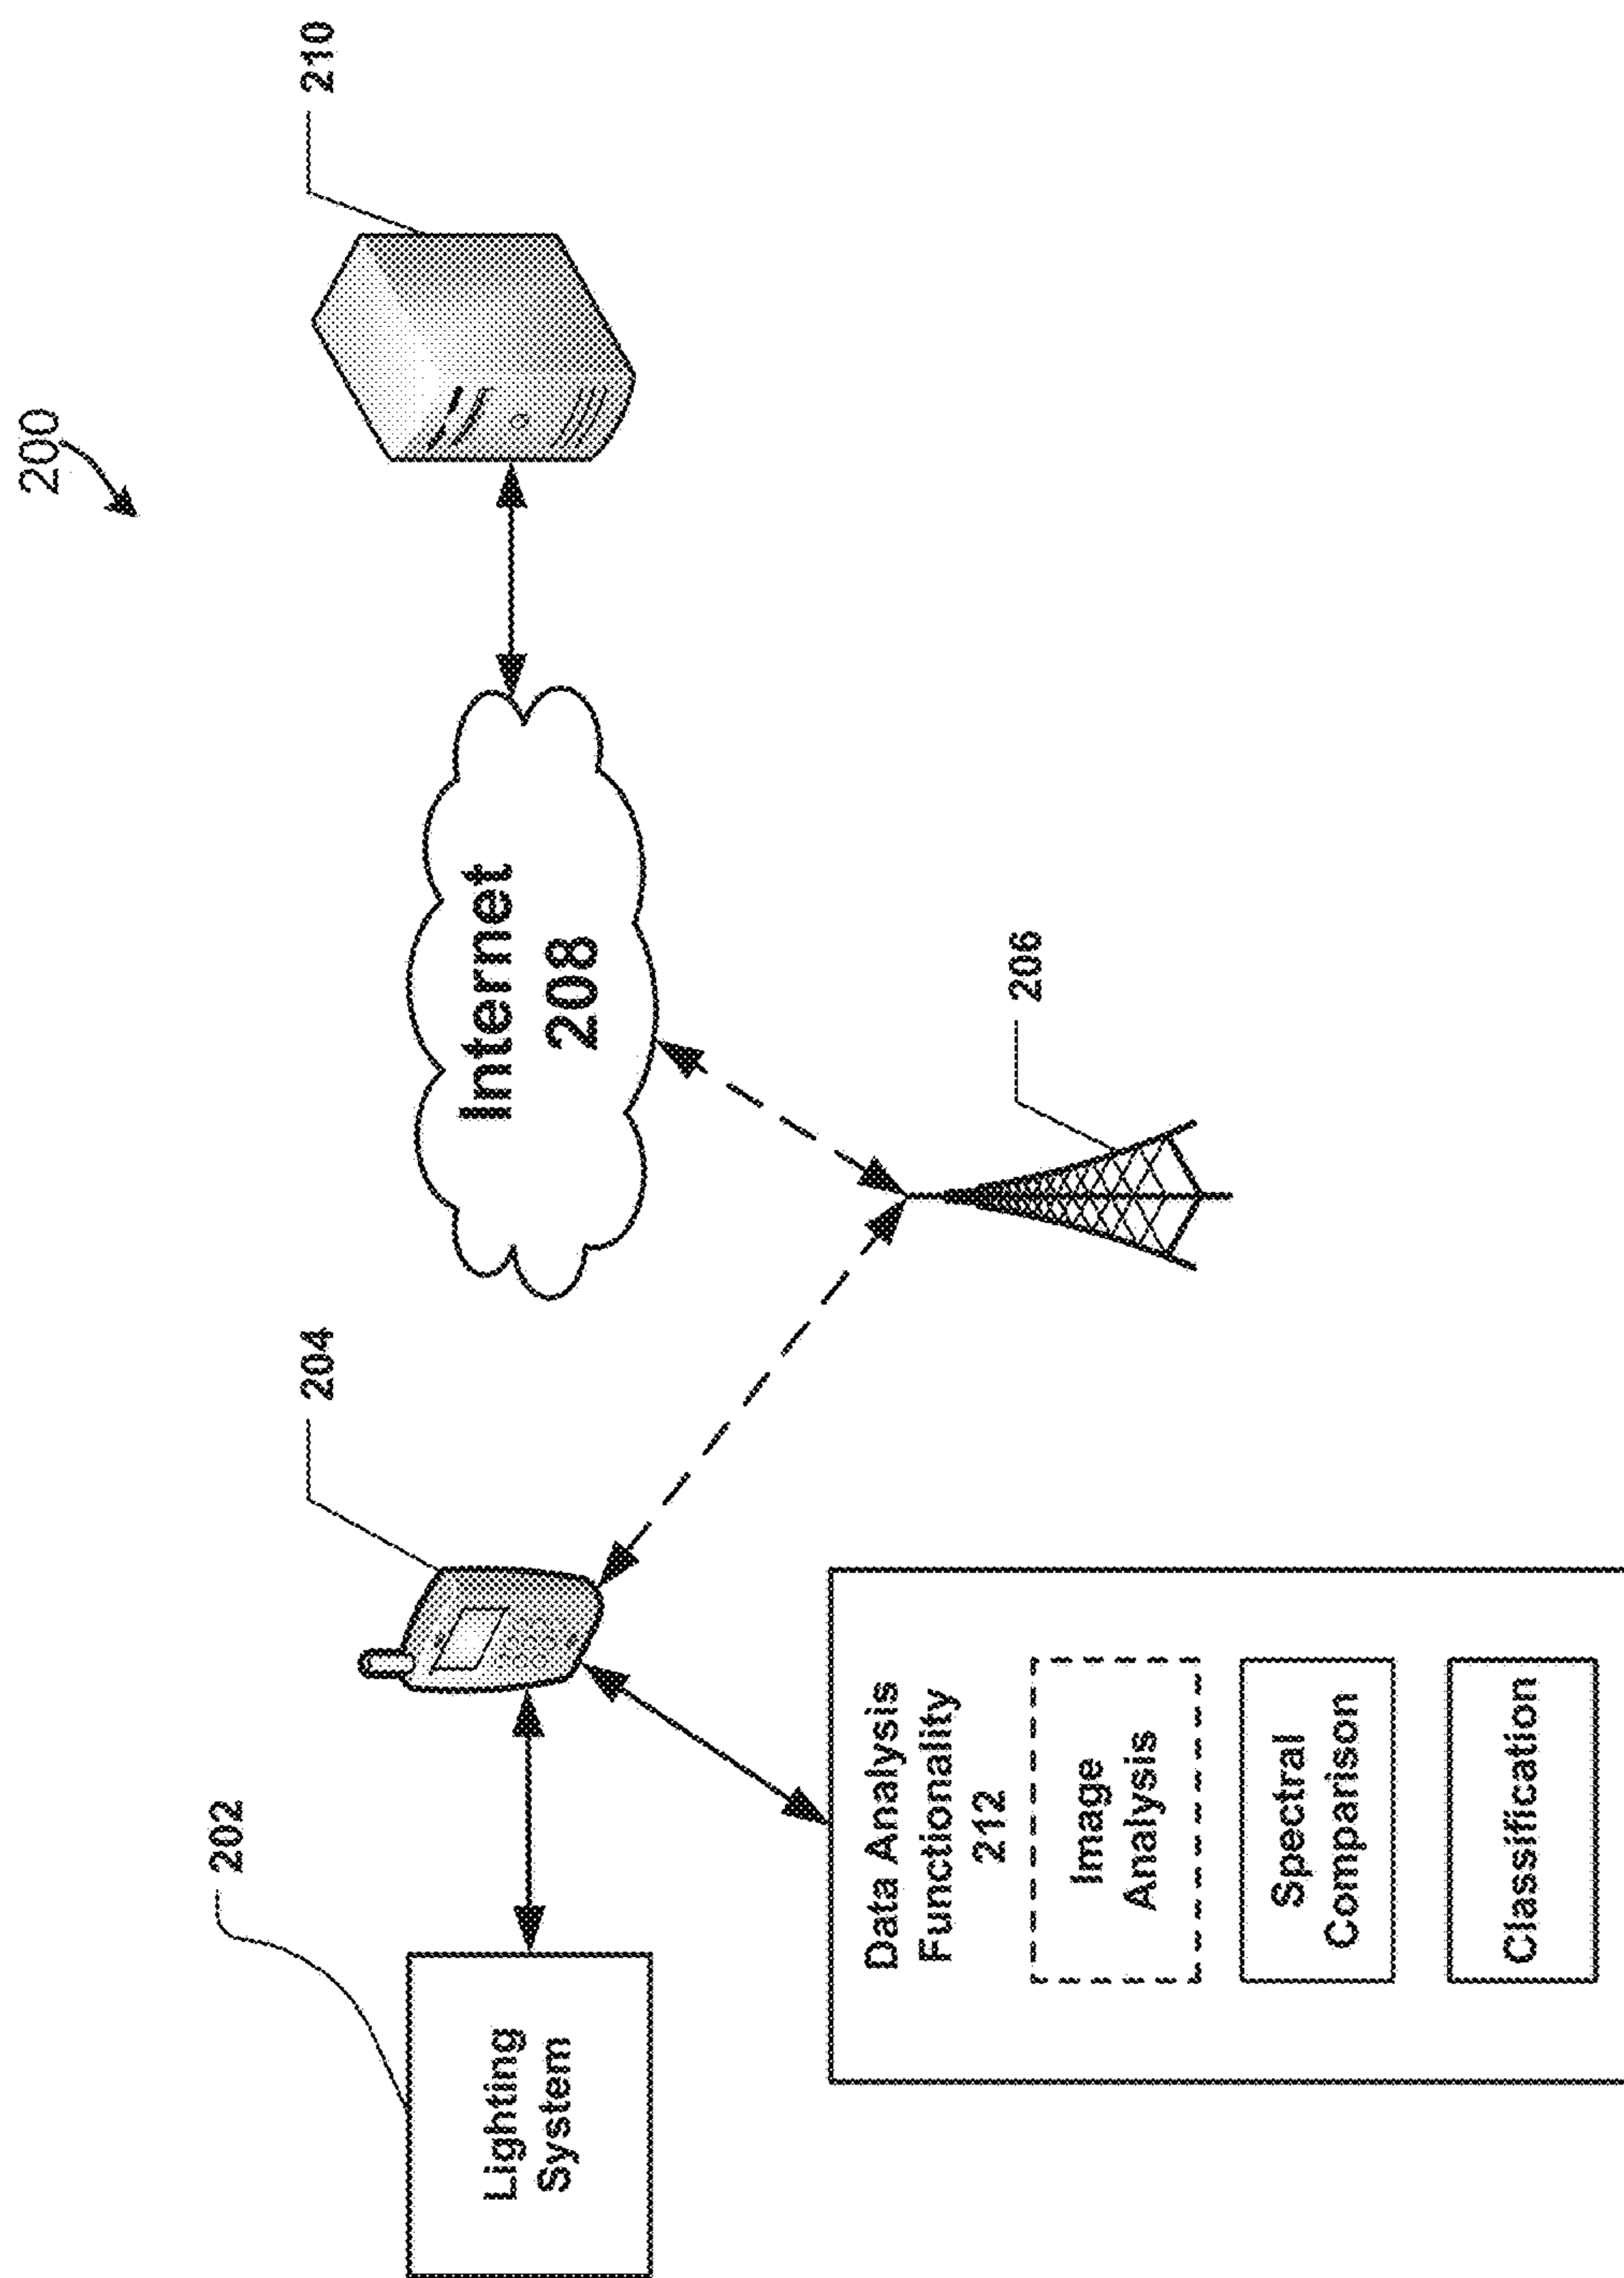 200
202
204
210
Lighting
System
Internet
208
206
Data Analysis
Functionality
212
Image
Analysis
Spectral
Comparison
Classification